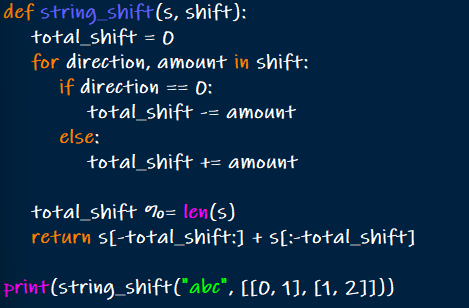 def string_shift(s, shift):
    total_shift = 0
    for direction, amount in shift:
        if direction == 0:
            total_shift -= amount
        else:
            total_shift += amount

    total_shift %= len(s)
    return s[-total_shift:] + s[:-total_shift]

print(string_shift("abc", [[0, 1], [1, 2]]))